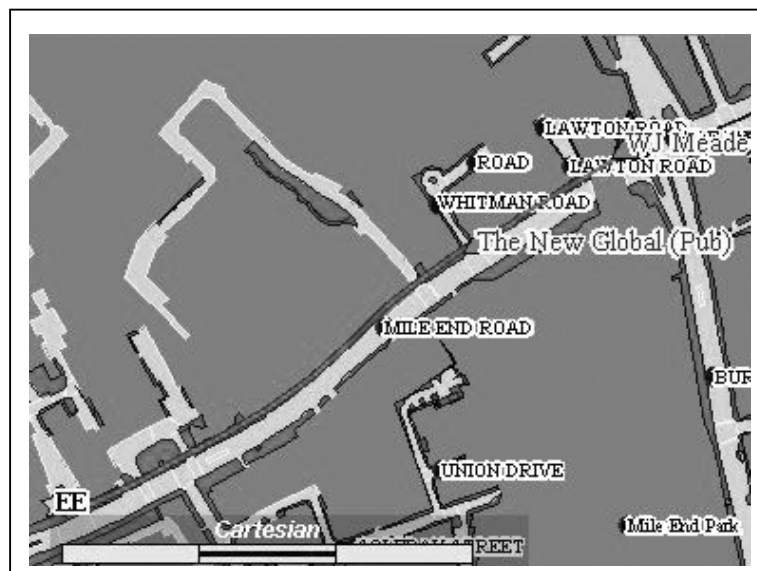 LAWTON ROAD
WJ Meade
ROAD
LAWTON ROAD
WHITMAN ROAD
The New Global (Pub)
MILE END ROAD
BUR
UNION DRIVE
EE
Mile End Park
Cartesian
STREET